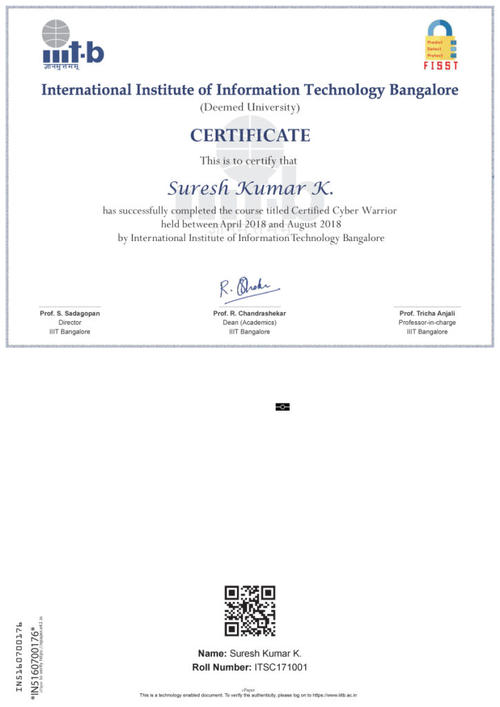 iiit-b
ज्ञानमुत्तमम्
Predict
Detect
Protect
FISST
International Institute of Information Technology Bangalore
(Deemed University)
CERTIFICATE
This is to certify that
Suresh Kumar K.
has successfully completed the course titled Certified Cyber Warrior
held between April 2018 and August 2018
by International Institute of Information Technology Bangalore
Prof. S. Sadagopan
Director
IIIT Bangalore
Prof. R. Chandrashekar
Dean (Academics)
IIIT Bangalore
Prof. Tricha Anjali
Professor-in-charge
IIIT Bangalore
IN5160700176
*IN5160700176*
Name: Suresh Kumar K.
Roll Number: ITSC171001
ePaper
This is a technology enabled document. To verify the authenticity, please log on to https://www.iiitb.ac.in